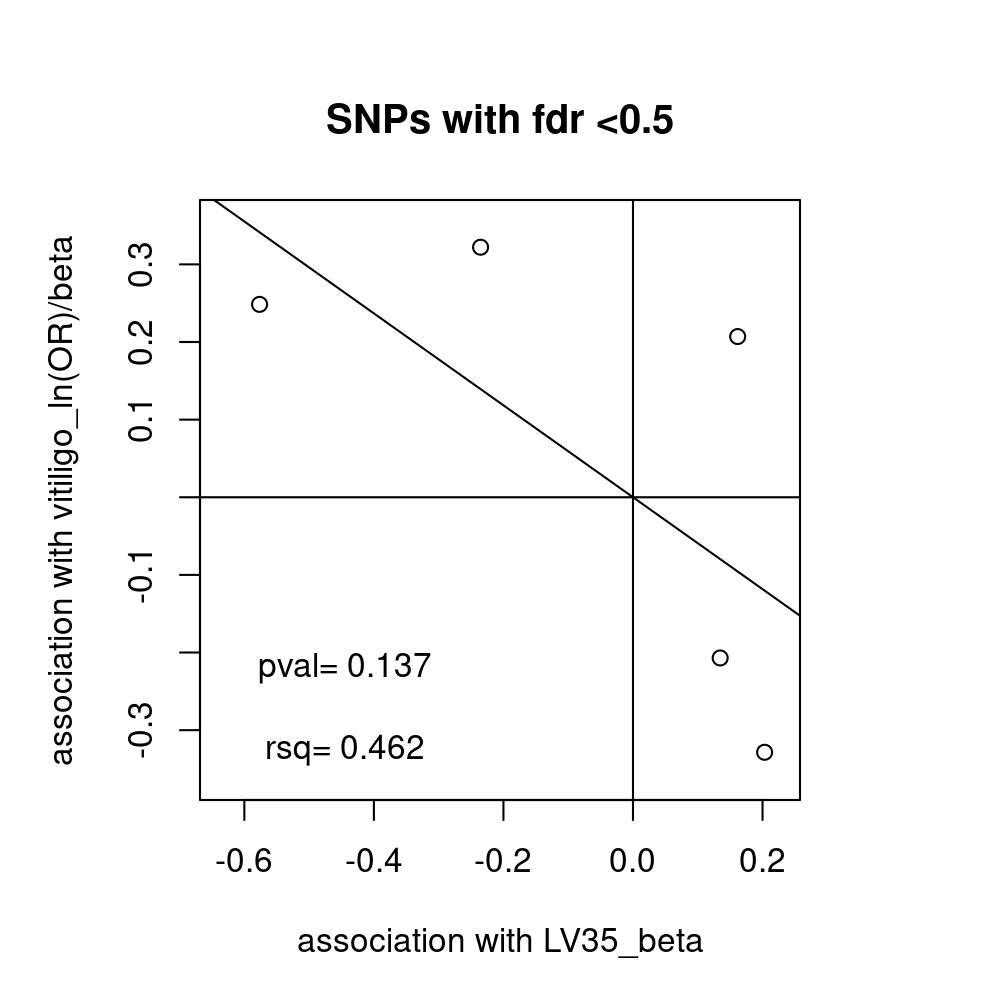 SNPs with fdr <0.5
association with vitiligo_ln(OR)/beta
0.3
0.2
0.1
-0.1
-0.3
pval= 0.137
rsq= 0.462
-0.6 -0.4 -0.2 0.0 0.2
association with LV35_beta